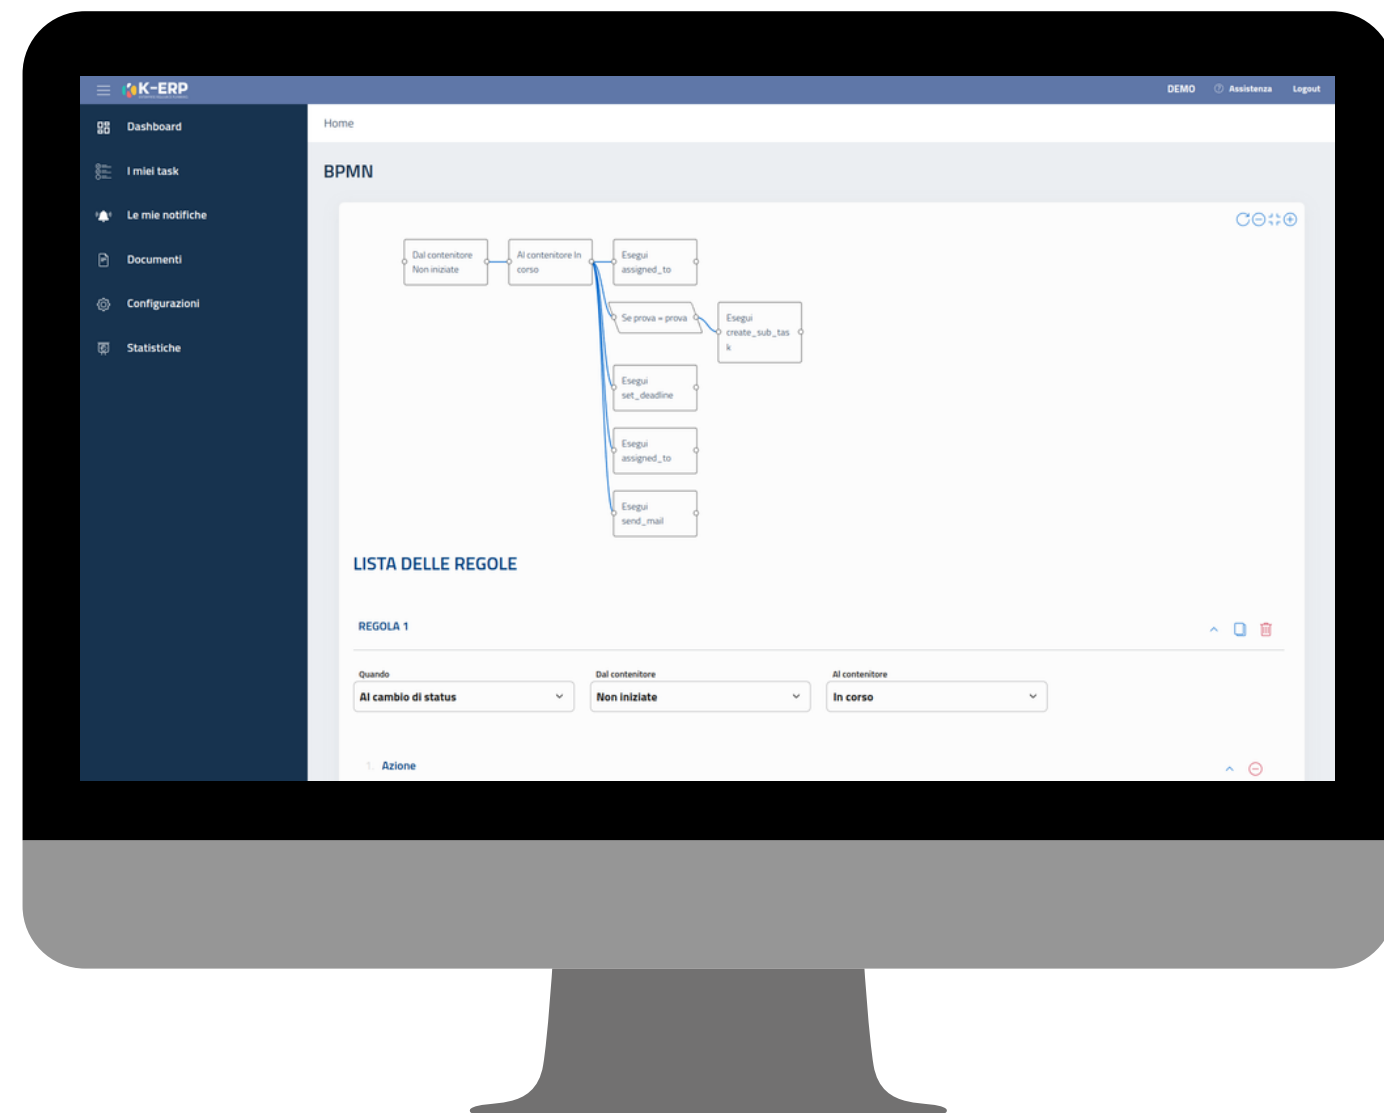 K-ERP
DEMO
Assistenza
Logout
Dashboard
I miei task
Le mie notifiche
Documenti
Configurazioni
Statistiche
Home
BPMN
Dal contenitore
Non iniziate
Al contenitore In
corso
Esegui
assigned_to
Se prova = prova
Esegui
create_sub_tas
k
Esegui
set_deadline
Esegui
assigned_to
Esegui
send_mail
LISTA DELLE REGOLE
REGOLA 1
Quando
Al cambio di status
Dal contenitore
Non iniziate
Al contenitore
In corso
1. Azione